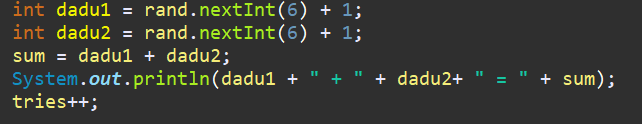 int dadu1 = rand.nextInt(6) + 1;
int dadu2 = rand.nextInt(6) + 1;
sum = dadu1 + dadu2;
System.out.println(dadu1 + " + " + dadu2+ " = " + sum);
tries++;